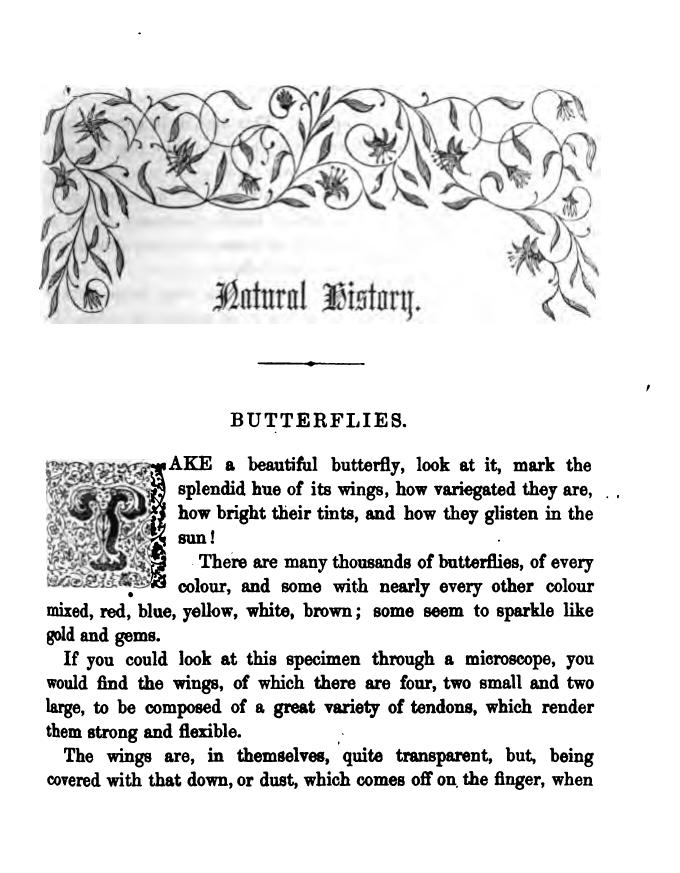 Natural History.
BUTTERFLIES.
TAKE a beautiful butterfly, look at it, mark the
splendid hue of its wings, how variegated they are,
how bright their tints, and how they glisten in the
sun!
There are many thousands of butterflies, of every
colour, and some with nearly every other colour
mixed, red, blue, yellow, white, brown; some seem to sparkle like
gold and gems.
If you could look at this specimen through a microscope, you
would find the wings, of which there are four, two small and two
large, to be composed of a great variety of tendons, which render
them strong and flexible.
The wings are, in themselves, quite transparent, but, being
covered with that down, or dust, which comes off on the finger, when